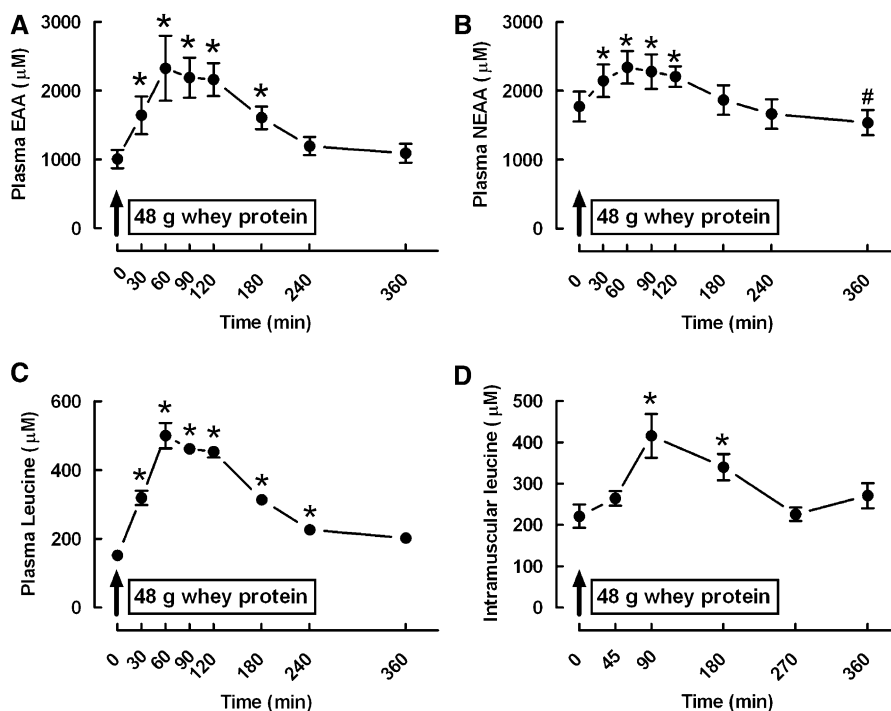 A
Plasma EAA ( μM)
3000
2000
1000
0
* * * * *
48 g whey protein
0 30 60 90 120 180 240 360
Time (min)
B
Plasma NEAA ( μM)
3000
2000
1000
0
* * * * #
48 g whey protein
0 30 60 90 120 180 240 360
Time (min)
C
Plasma Leucine ( μM)
600
400
200
0
* * * * * *
48 g whey protein
0 30 60 90 120 180 240 360
Time (min)
D
Intramuscular leucine ( μM)
500
400
300
200
100
0
* *
48 g whey protein
0 45 90 180 270 360
Time (min)